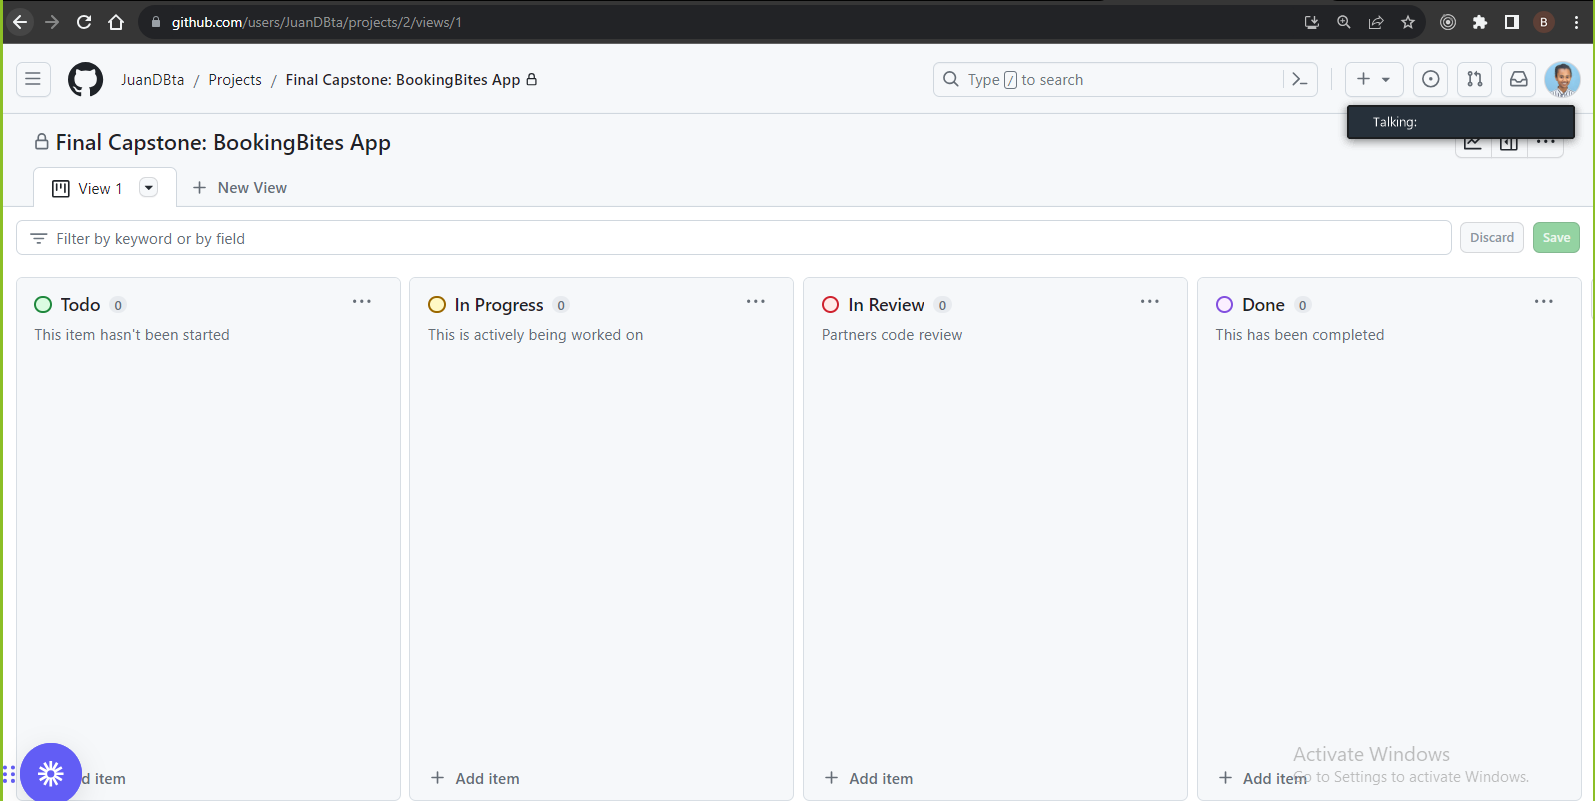 github.com/users/JuanDBta/projects/2/views/1
B
JuanDBta / Projects / Final Capstone: BookingBites App
Type / to search
Talking:
Final Capstone: BookingBites App
View 1
New View
Filter by keyword or by field
Discard
Save
Todo 0
This item hasn't been started
In Progress 0
This is actively being worked on
In Review 0
Partners code review
Done 0
This has been completed
d item
Add item
Add item
Add item
Activate Windows
Go to Settings to activate Windows.